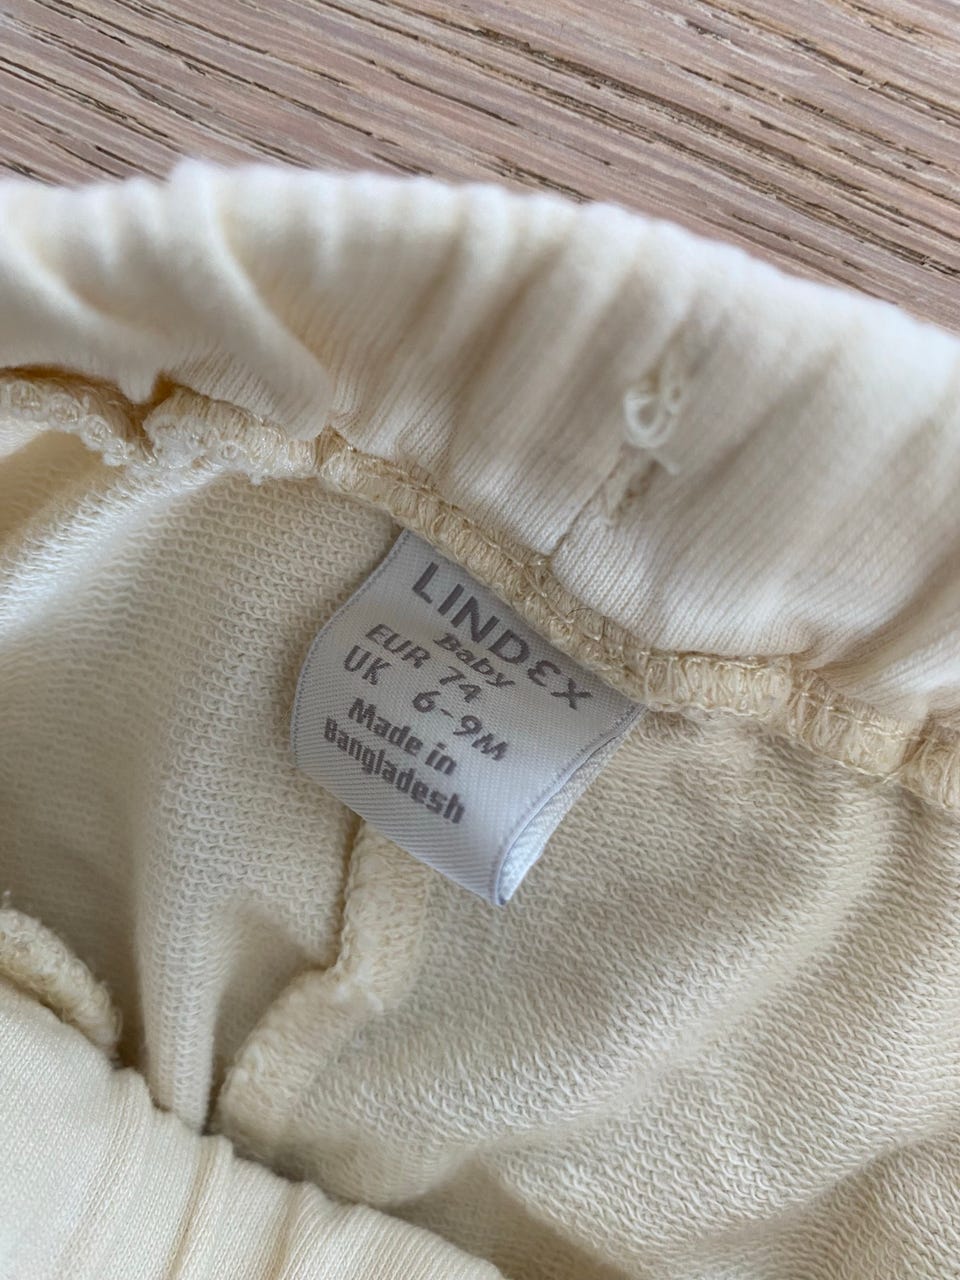 LINDEX
Baby
EUR 74
UK 6-9M
Made in
Bangladesh